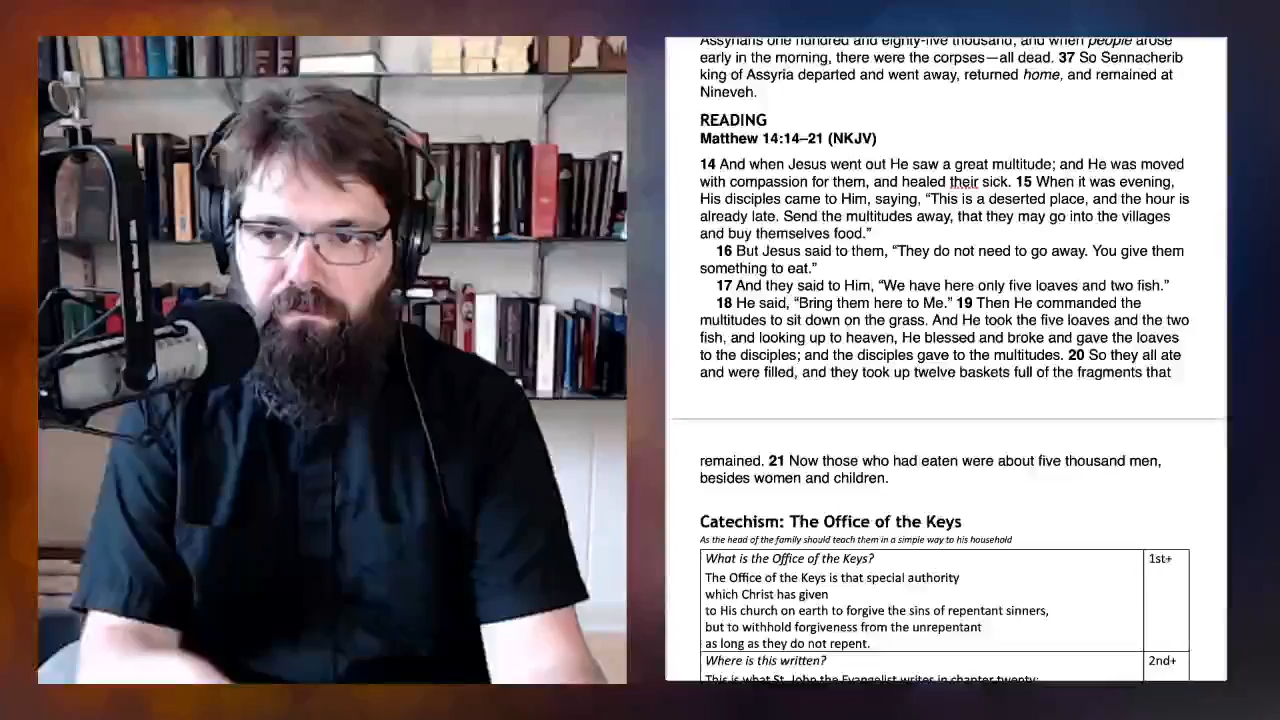 Assyrians one hundred and eighty-five thousand, and when people arose
early in the morning, there were the corpses—all dead. 37 So Sennacherib
king of Assyria departed and went away, returned home, and remained at
Nineveh.
READING
Matthew 14:14–21 (NKJV)
14 And when Jesus went out He saw a great multitude; and He was moved
with compassion for them, and healed their sick. 15 When it was evening,
His disciples came to Him, saying, “This is a deserted place, and the hour is
already late. Send the multitudes away, that they may go into the villages
and buy themselves food.”
16 But Jesus said to them, “They do not need to go away. You give them
something to eat.”
17 And they said to Him, “We have here only five loaves and two fish.”
18 He said, “Bring them here to Me.” 19 Then He commanded the
multitudes to sit down on the grass. And He took the five loaves and the two
fish, and looking up to heaven, He blessed and broke and gave the loaves
to the disciples; and the disciples gave to the multitudes. 20 So they all ate
and were filled, and they took up twelve baskets full of the fragments that
remained. 21 Now those who had eaten were about five thousand men,
besides women and children.
Catechism: The Office of the Keys
As the head of the family should teach them in a simple way to his household
What is the Office of the Keys? 1st+
The Office of the Keys is that special authority
which Christ has given
to His church on earth to forgive the sins of repentant sinners,
but to withhold forgiveness from the unrepentant
as long as they do not repent.
Where is this written? 2nd+
This is what St. John the Evangelist writes in chapter twenty: